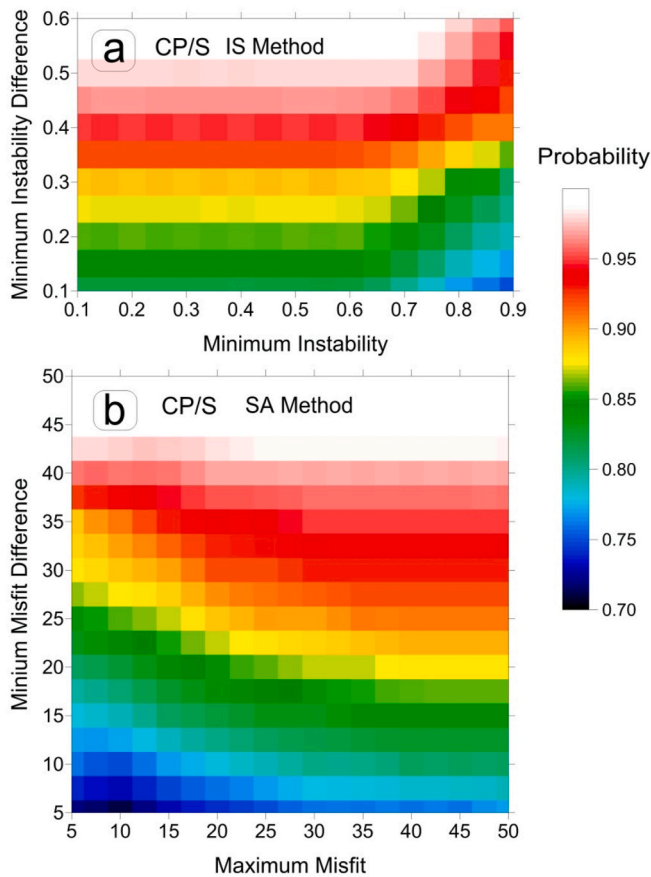 a CP/S IS Method
Minimum Instability Difference
0.6
0.5
0.4
0.3
0.2
0.1
0.1 0.2 0.3 0.4 0.5 0.6 0.7 0.8 0.9
Minimum Instability
Probability
0.95
0.90
0.85
0.80
0.75
0.70
b CP/S SA Method
Minium Misfit Difference
50
45
40
35
30
25
20
15
10
5
5 10 15 20 25 30 35 40 45 50
Maximum Misfit